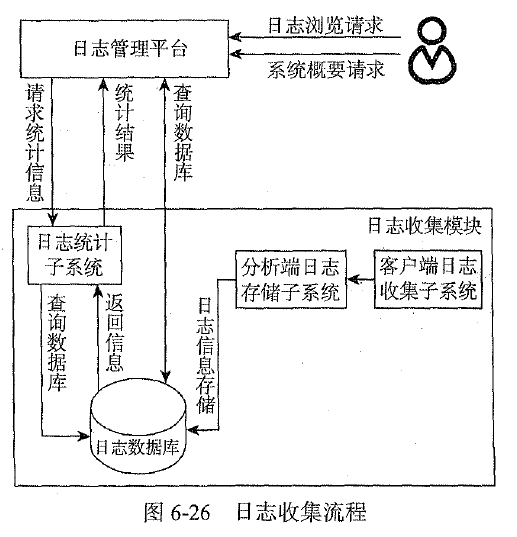 日志管理平台
日志浏览请求
系统概要请求
请求统计信息
统计结果
查询数据库
日志收集模块
日志统计
子系统
分析端日志
存储子系统
客户端日志
收集子系统
查询数据库
返回信息
日志信息存储
日志数据库
图 6-26 日志收集流程